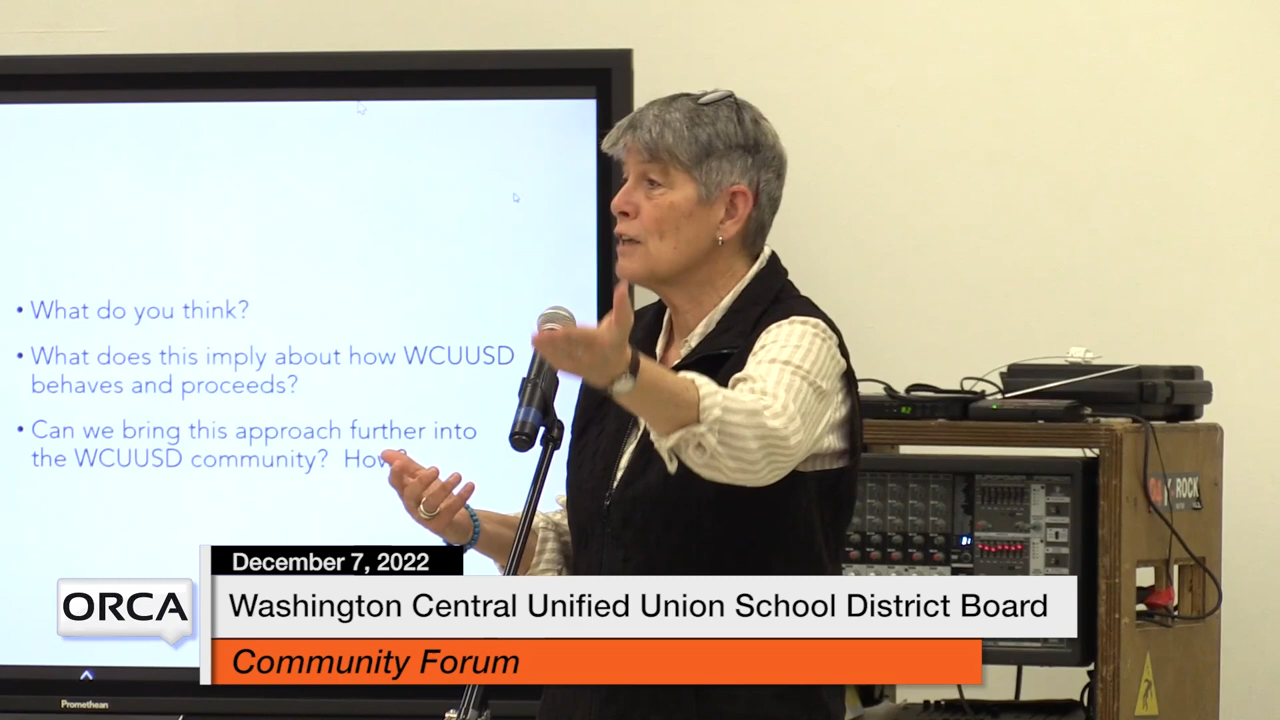 • What do you think?
• What does this imply about how WCUUSD
behaves and proceeds?
• Can we bring this approach further into
the WCUUSD community? How?
ROCK
December 7, 2022
ORCA
Washington Central Unified Union School District Board
Community Forum
Promethean